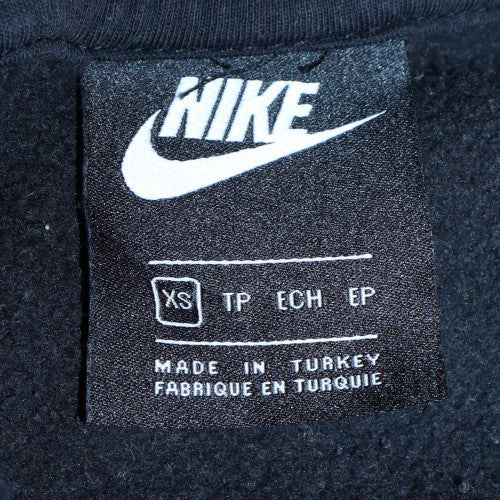 NIKE
XS TP ECH EP
MADE IN TURKEY
FABRIQUE EN TURQUIE